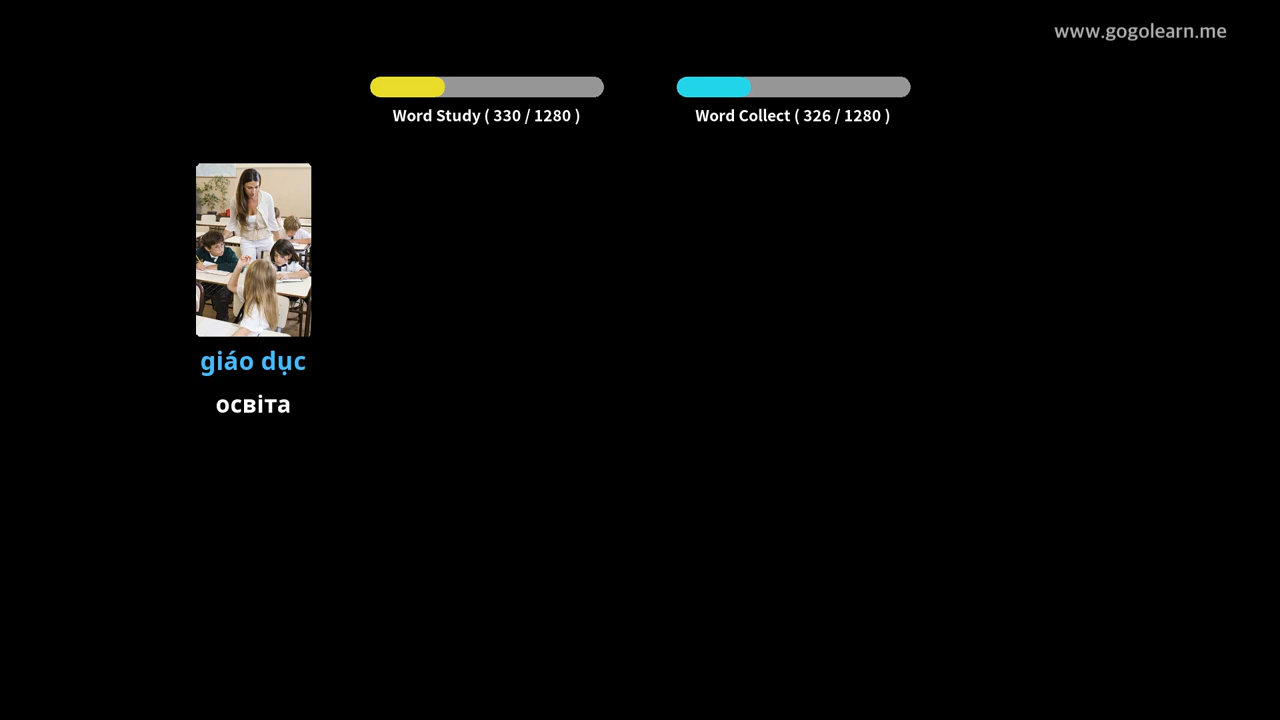 www.gogolearn.me
Word Study ( 330 / 1280 )
Word Collect ( 326 / 1280 )
giáo dục
освіта